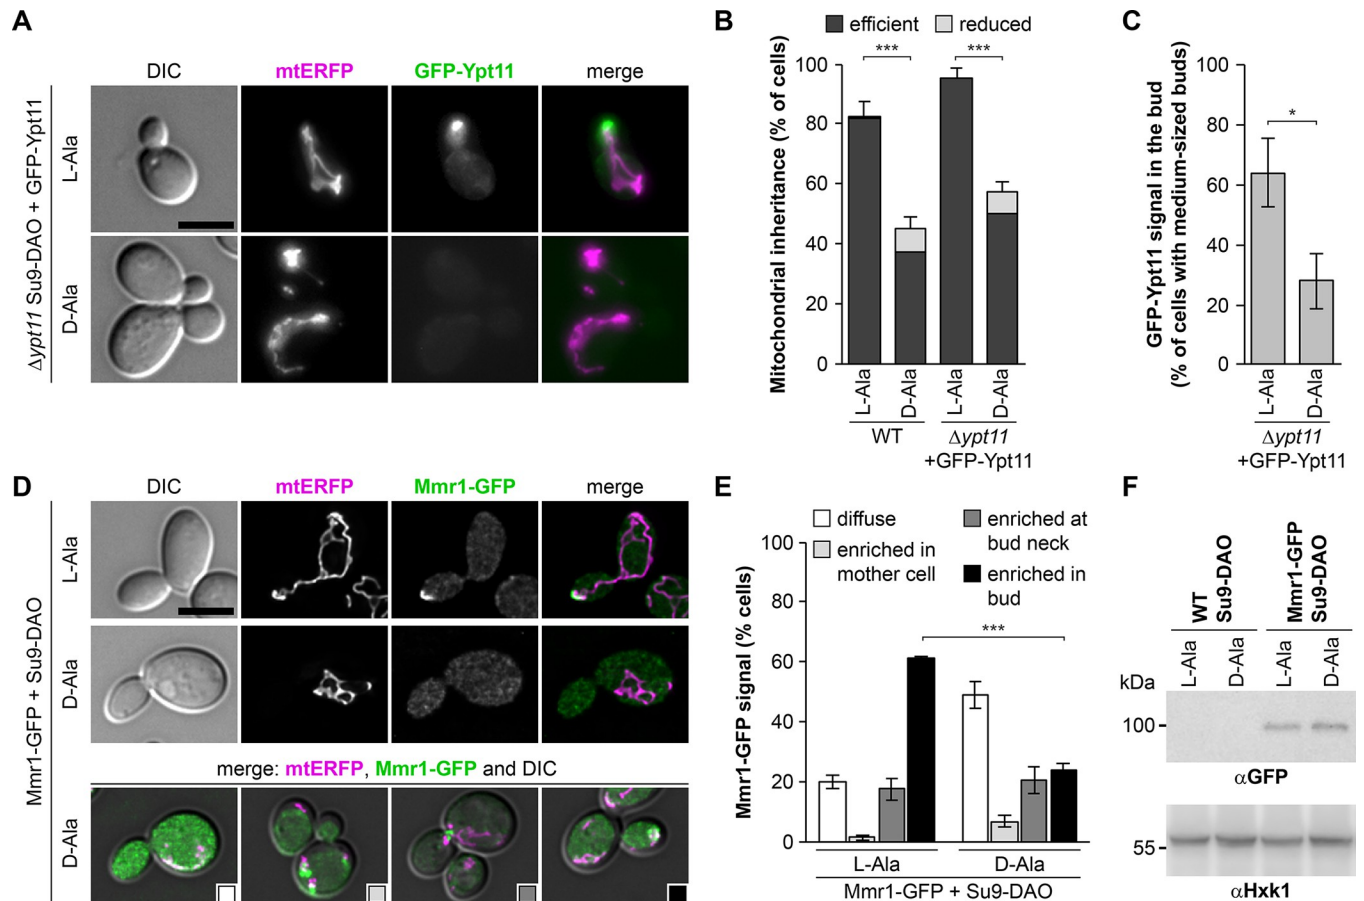 A
DIC
mtERFP
GFP-Ypt11
merge
Δypt11 Su9-DAO + GFP-Ypt11
L-Ala
D-Ala
B
efficient
reduced
Mitochondrial inheritance (% of cells)
100
80
60
40
20
0
***
***
L-Ala
D-Ala
L-Ala
D-Ala
WT
Δypt11
+GFP-Ypt11
C
GFP-Ypt11 signal in the bud
(% of cells with medium-sized buds)
100
80
60
40
20
0
*
L-Ala
D-Ala
Δypt11
+GFP-Ypt11
D
DIC
mtERFP
Mmr1-GFP
merge
Mmr1-GFP + Su9-DAO
L-Ala
D-Ala
merge: mtERFP, Mmr1-GFP and DIC
D-Ala
E
diffuse
enriched in
mother cell
enriched at
bud neck
enriched in
bud
Mmr1-GFP signal (% cells)
100
80
60
40
20
0
***
L-Ala
D-Ala
Mmr1-GFP + Su9-DAO
F
WT
Su9-DAO
Mmr1-GFP
Su9-DAO
L-Ala
D-Ala
L-Ala
D-Ala
kDa
100
αGFP
55
αHxk1